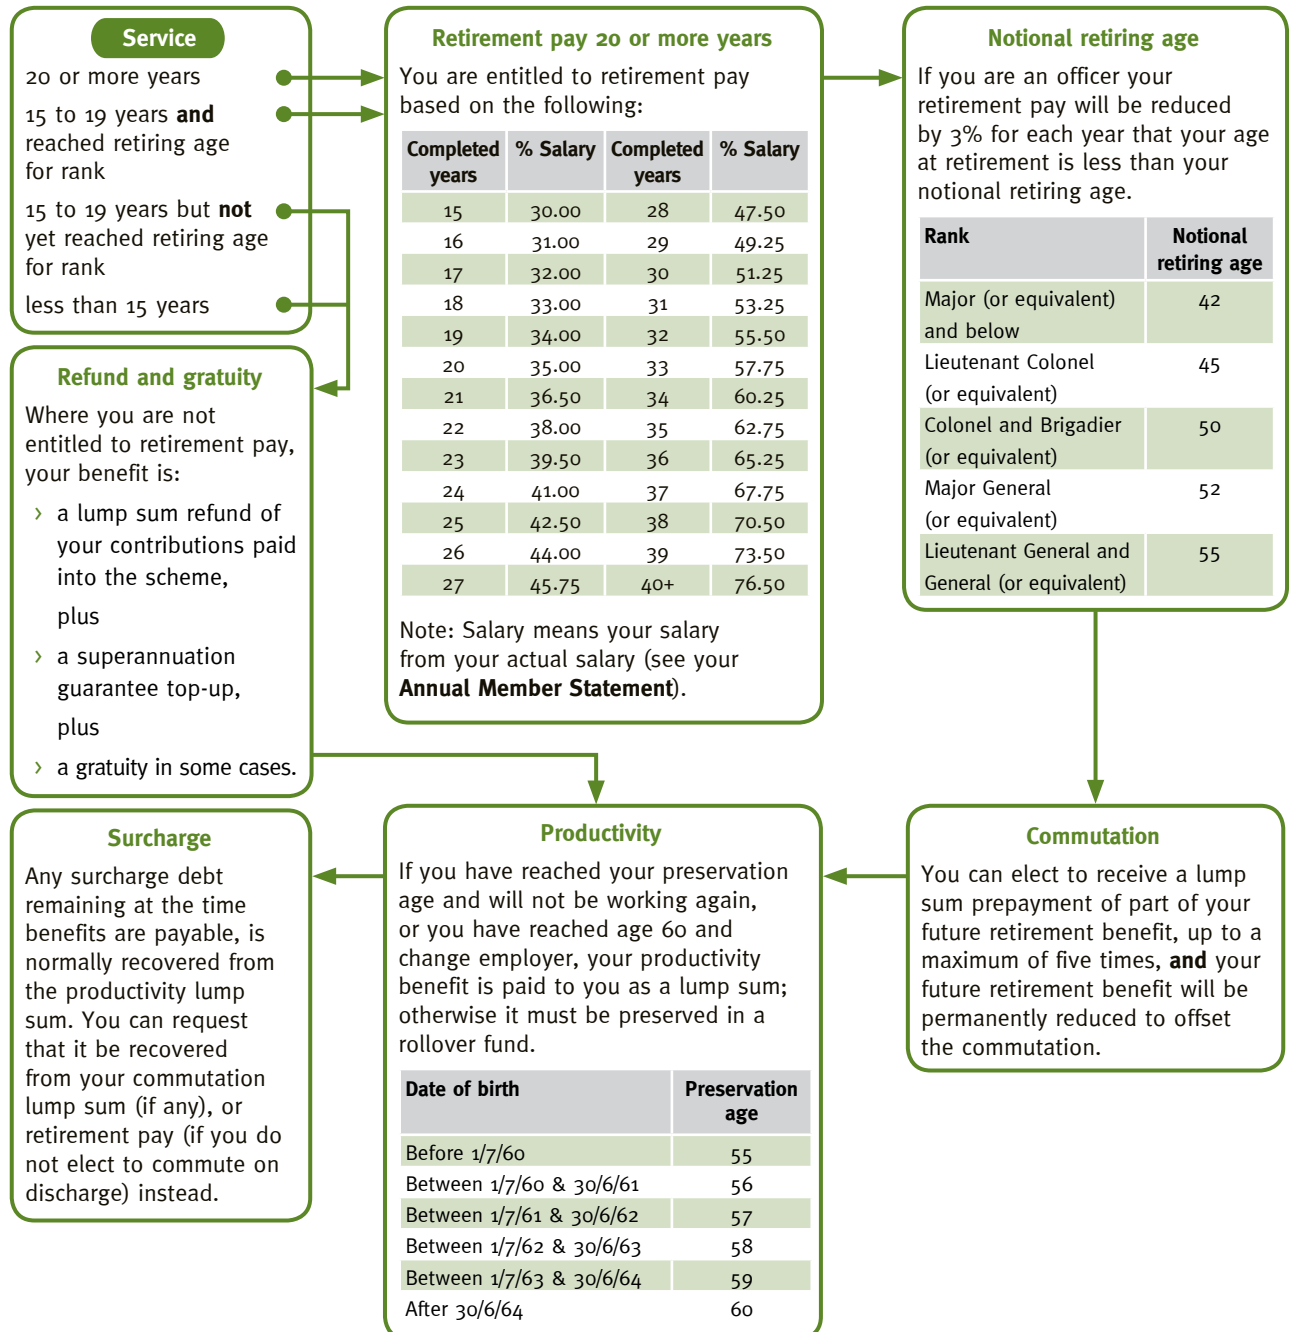 Service
20 or more years
15 to 19 years and
reached retiring age
for rank
15 to 19 years but not
yet reached retiring age
for rank
less than 15 years
Refund and gratuity
Where you are not
entitled to retirement pay,
your benefit is:
› a lump sum refund of
your contributions paid
into the scheme,
plus
› a superannuation
guarantee top-up,
plus
› a gratuity in some cases.
Retirement pay 20 or more years
You are entitled to retirement pay
based on the following:
Completed years % Salary Completed years % Salary
15 30.00 28 47.50
16 31.00 29 49.25
17 32.00 30 51.25
18 33.00 31 53.25
19 34.00 32 55.50
20 35.00 33 57.75
21 36.50 34 60.25
22 38.00 35 62.75
23 39.50 36 65.25
24 41.00 37 67.75
25 42.50 38 70.50
26 44.00 39 73.50
27 45.75 40+ 76.50
Note: Salary means your salary
from your actual salary (see your
Annual Member Statement).
Notional retiring age
If you are an officer your
retirement pay will be reduced
by 3% for each year that your age
at retirement is less than your
notional retiring age.
Rank Notional
retiring age
Major (or equivalent) 42
and below
Lieutenant Colonel 45
(or equivalent)
Colonel and Brigadier 50
(or equivalent)
Major General 52
(or equivalent)
Lieutenant General and 55
General (or equivalent)
Commutation
You can elect to receive a lump
sum prepayment of part of your
future retirement benefit, up to a
maximum of five times, and your
future retirement benefit will be
permanently reduced to offset
the commutation.
Productivity
If you have reached your preservation
age and will not be working again,
or you have reached age 60 and
change employer, your productivity
benefit is paid to you as a lump sum;
otherwise it must be preserved in a
rollover fund.
Date of birth Preservation
age
Before 1/7/60 55
Between 1/7/60 & 30/6/61 56
Between 1/7/61 & 30/6/62 57
Between 1/7/62 & 30/6/63 58
Between 1/7/63 & 30/6/64 59
After 30/6/64 60
Surcharge
Any surcharge debt
remaining at the time
benefits are payable, is
normally recovered from
the productivity lump
sum. You can request
that it be recovered
from your commutation
lump sum (if any), or
retirement pay (if you do
not elect to commute on
discharge) instead.